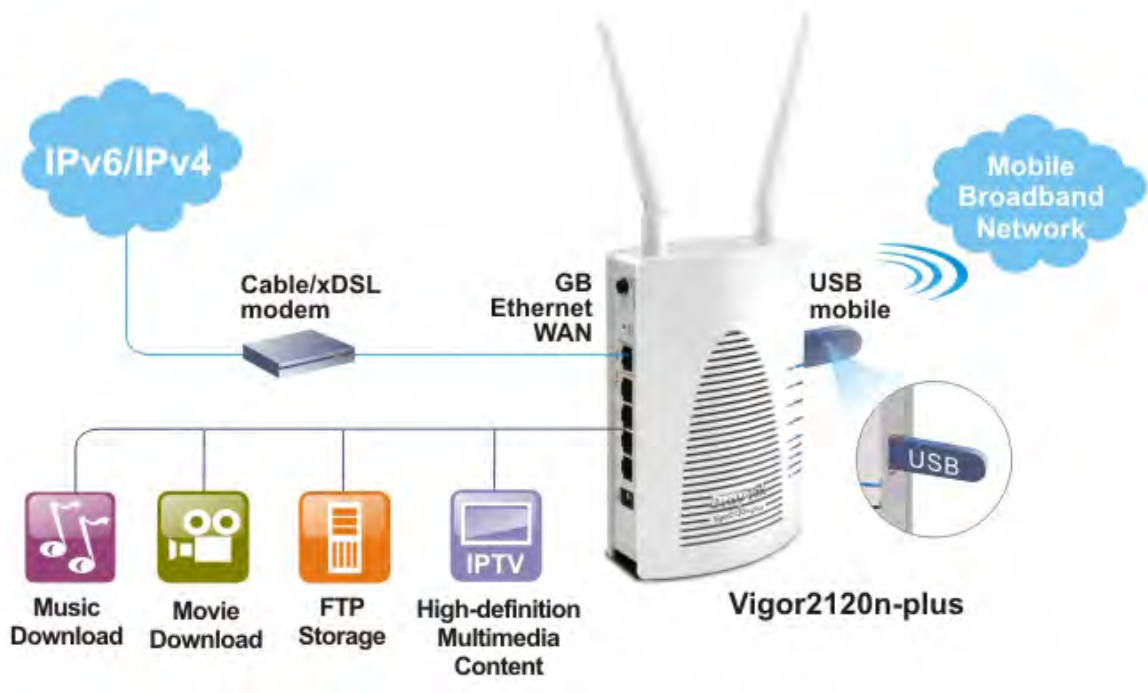 IPv6/IPv4
Mobile
Broadband
Network
Cable/xDSL
modem
GB
Ethernet
WAN
USB
mobile
USB
IPTV
Music
Download
Movie
Download
FTP
Storage
High-definition
Multimedia
Content
Vigor2120n-plus